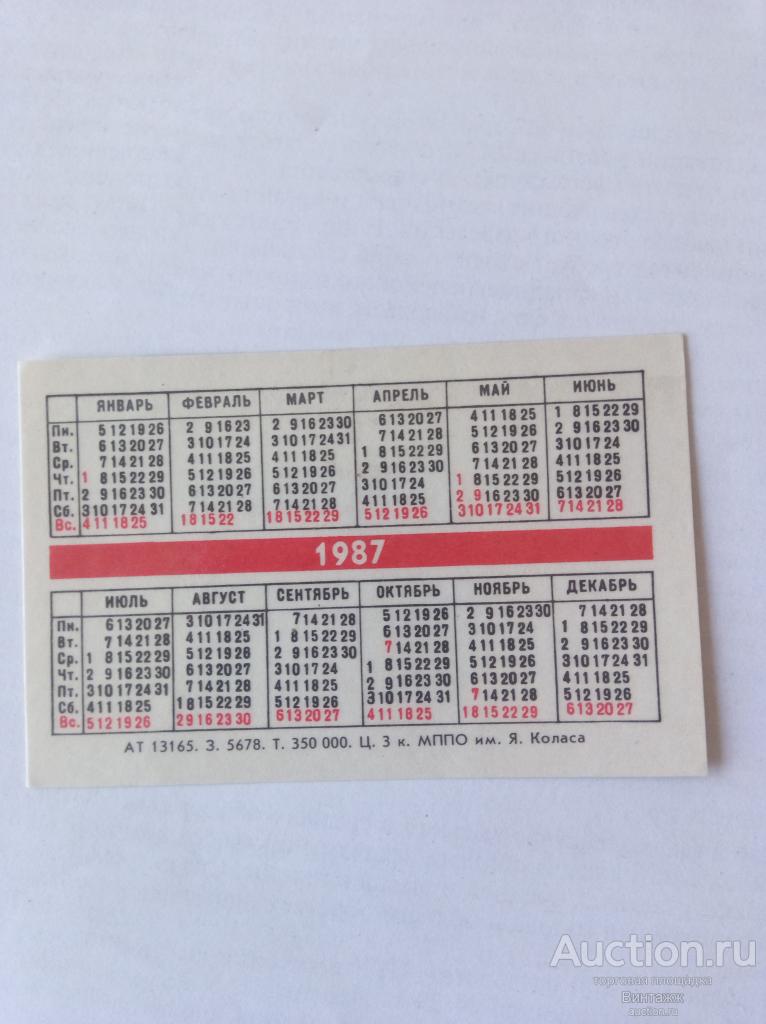 ЯНВАРЬ ФЕВРАЛЬ МАРТ АПРЕЛЬ МАЙ ИЮНЬ
Пн. 5 12 19 26 2 9 16 23 2 9 16 23 30 6 13 20 27 4 11 18 25 1 8 15 22 29
Вт. 6 13 20 27 3 10 17 24 3 10 17 24 31 7 14 21 28 5 12 19 26 2 9 16 23 30
Ср. 7 14 21 28 4 11 18 25 4 11 18 25 1 8 15 22 29 6 13 20 27 3 10 17 24
Чт. 1 8 15 22 29 5 12 19 26 5 12 19 26 2 9 16 23 30 7 14 21 28 4 11 18 25
Пт. 2 9 16 23 30 6 13 20 27 6 13 20 27 3 10 17 24 1 8 15 22 29 5 12 19 26
Сб. 3 10 17 24 31 7 14 21 28 7 14 21 28 4 11 18 25 2 9 16 23 30 6 13 20 27
Вс. 4 11 18 25 1 8 15 22 1 8 15 22 29 5 12 19 26 3 10 17 24 31 7 14 21 28
1987
ИЮЛЬ АВГУСТ СЕНТЯБРЬ ОКТЯБРЬ НОЯБРЬ ДЕКАБРЬ
Пн. 6 13 20 27 3 10 17 24 31 7 14 21 28 5 12 19 26 2 9 16 23 30 7 14 21 28
Вт. 7 14 21 28 4 11 18 25 1 8 15 22 29 6 13 20 27 3 10 17 24 1 8 15 22 29
Ср. 1 8 15 22 29 5 12 19 26 2 9 16 23 30 7 14 21 28 4 11 18 25 2 9 16 23 30
Чт. 2 9 16 23 30 6 13 20 27 3 10 17 24 1 8 15 22 29 5 12 19 26 3 10 17 24 31
Пт. 3 10 17 24 31 7 14 21 28 4 11 18 25 2 9 16 23 30 6 13 20 27 4 11 18 25
Сб. 4 11 18 25 1 8 15 22 29 5 12 19 26 3 10 17 24 31 7 14 21 28 5 12 19 26
Вс. 5 12 19 26 2 9 16 23 30 6 13 20 27 4 11 18 25 1 8 15 22 29 6 13 20 27
АТ 13165. З. 5678. Т. 350 000. Ц. 3 к. МППО им. Я. Коласа
Auction.ru
торговая площадка
Винтажк
auction.ru